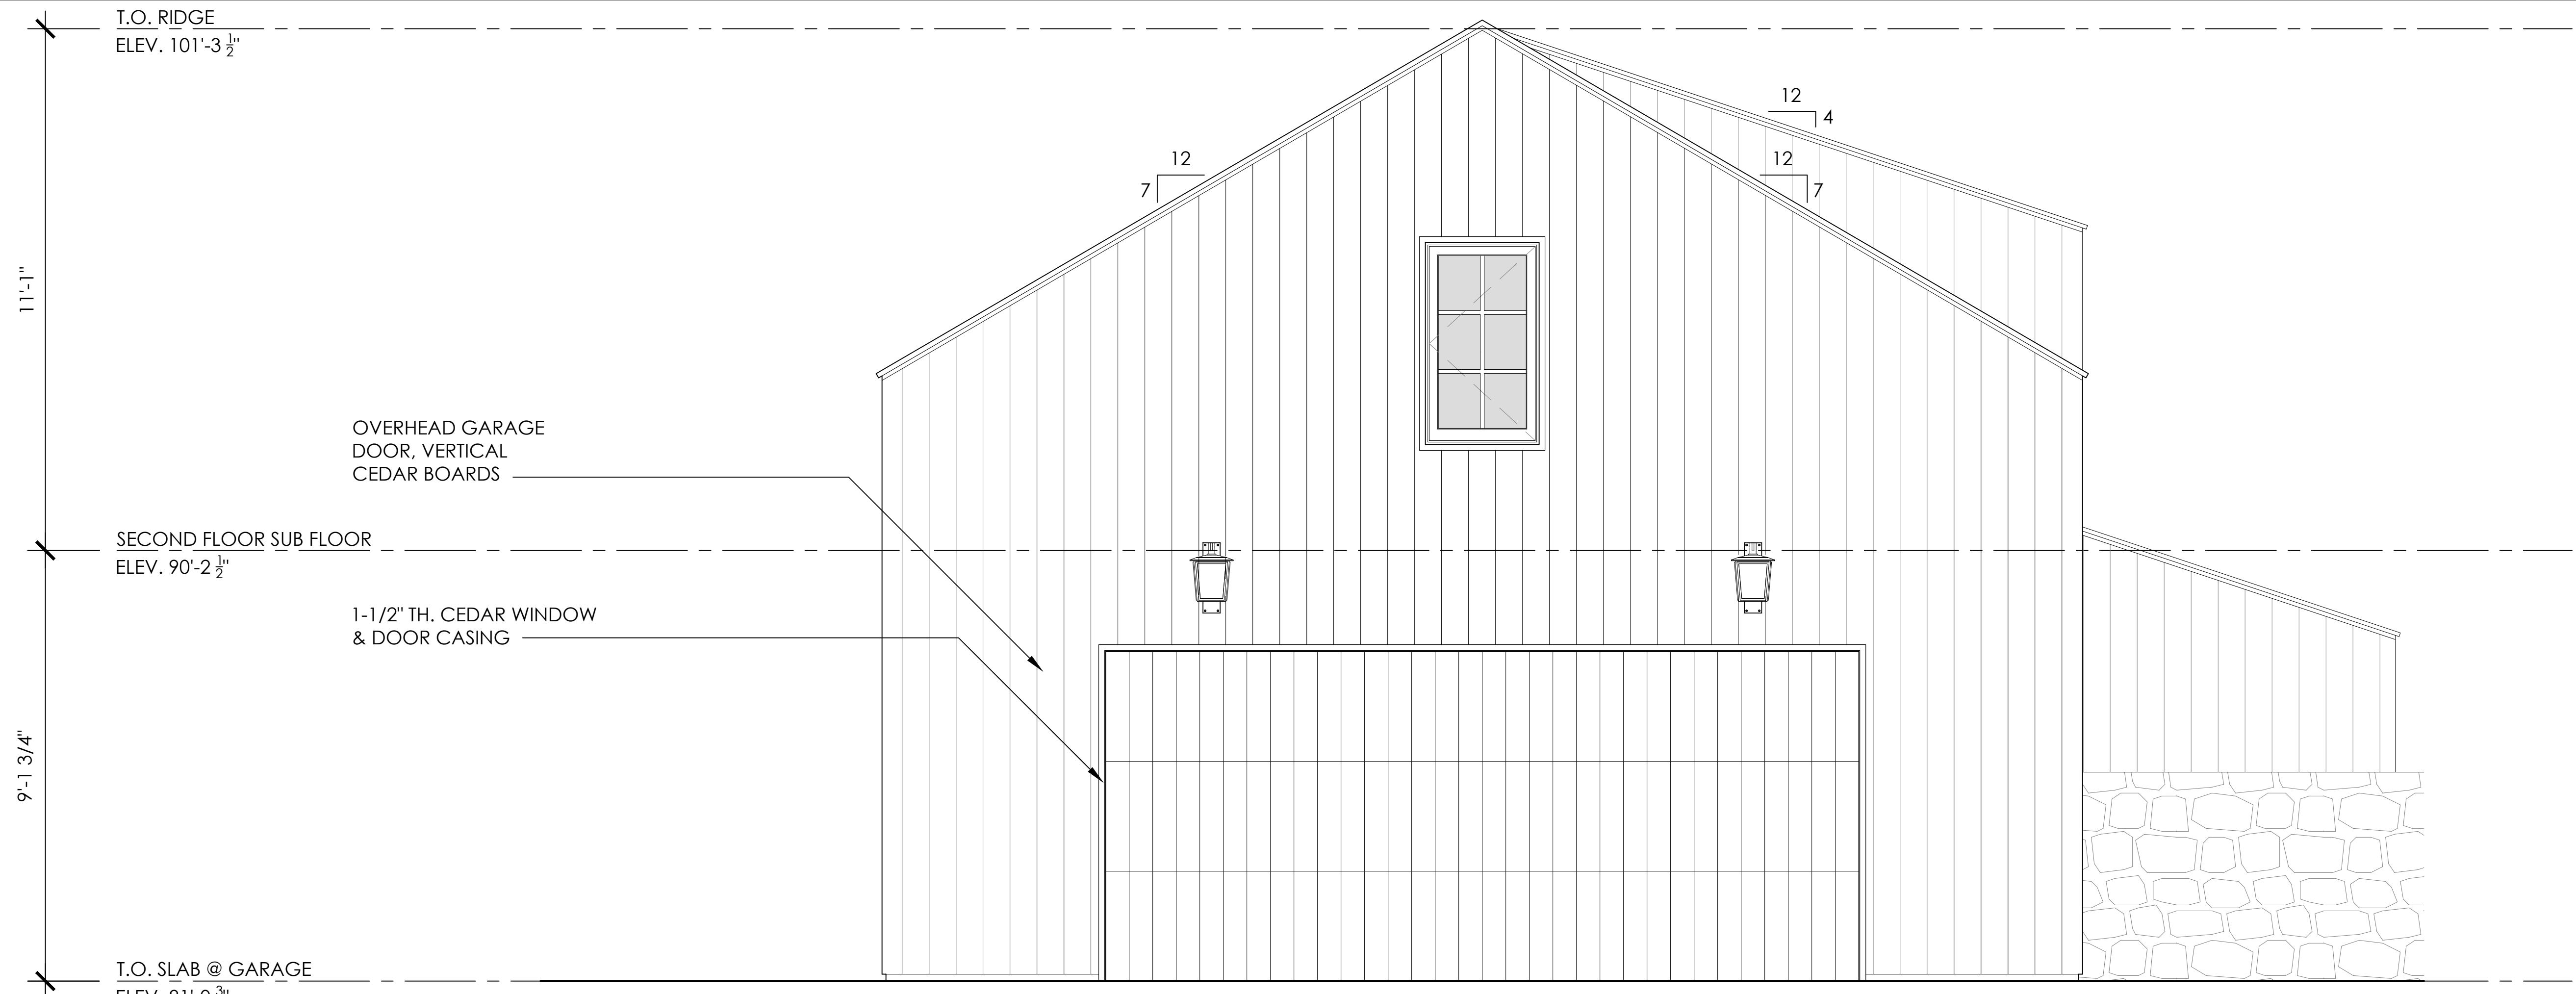 T.O. RIDGE
ELEV. 101'-3 1/2"
12
4
12
7
12
7
11'-1"
OVERHEAD GARAGE
DOOR, VERTICAL
CEDAR BOARDS
SECOND FLOOR SUB FLOOR
ELEV. 90'-2 1/2"
1-1/2" TH. CEDAR WINDOW
& DOOR CASING
9'-1 3/4"
T.O. SLAB @ GARAGE